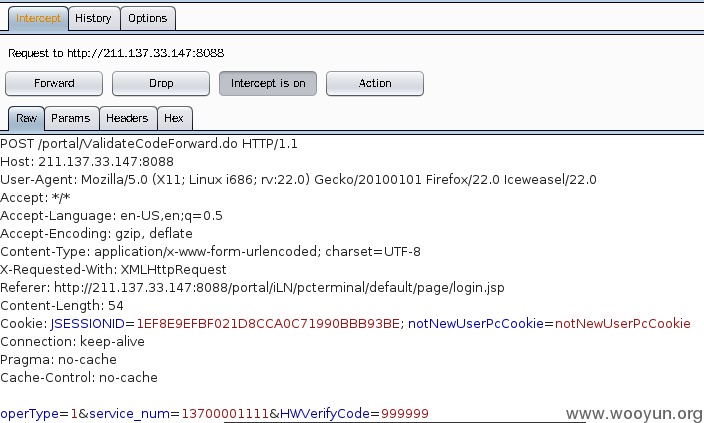 Intercept History Options
Request to http://211.137.33.147:8088
Forward Drop Intercept is on Action
Raw Params Headers Hex
POST /portal/ValidateCodeForward.do HTTP/1.1
Host: 211.137.33.147:8088
User-Agent: Mozilla/5.0 (X11; Linux i686; rv:22.0) Gecko/20100101 Firefox/22.0 Iceweasel/22.0
Accept: */*
Accept-Language: en-US,en;q=0.5
Accept-Encoding: gzip, deflate
Content-Type: application/x-www-form-urlencoded; charset=UTF-8
X-Requested-With: XMLHttpRequest
Referer: http://211.137.33.147:8088/portal/iLN/pcterminal/default/page/login.jsp
Content-Length: 54
Cookie: JSESSIONID=1EF8E9EFBF021D8CCA0C71990BBB93BE; notNewUserPcCookie=notNewUserPcCookie
Connection: keep-alive
Pragma: no-cache
Cache-Control: no-cache
operType=1&service_num=13700001111&HWVerifyCode=999999
www.wooyun.org